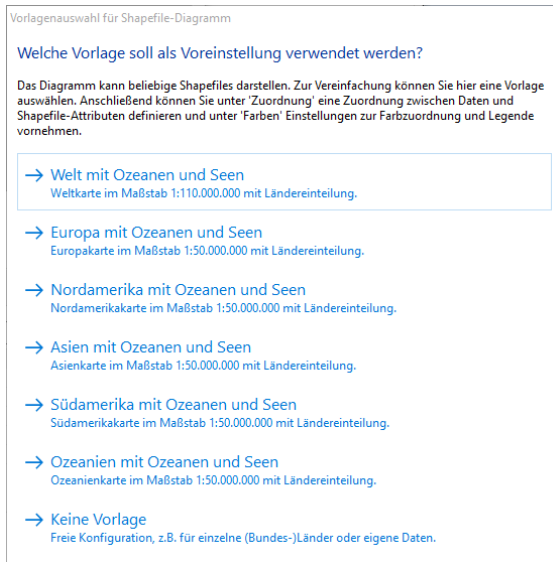 Vorlagenauswahl für Shapefile-Diagramm
Welche Vorlage soll als Voreinstellung verwendet werden?
Das Diagramm kann beliebige Shapefiles darstellen. Zur Vereinfachung können Sie hier eine Vorlage
auswählen. Anschließend können Sie unter 'Zuordnung' eine Zuordnung zwischen Daten und
Shapefile-Attributen definieren und unter 'Farben' Einstellungen zur Farbzuordnung und Legende
vornehmen.
Welt mit Ozeanen und Seen
Weltkarte im Maßstab 1:110.000.000 mit Ländereinteilung.
Europa mit Ozeanen und Seen
Europakarte im Maßstab 1:50.000.000 mit Ländereinteilung.
Nordamerika mit Ozeanen und Seen
Nordamerikakarte im Maßstab 1:50.000.000 mit Ländereinteilung.
Asien mit Ozeanen und Seen
Asienkarte im Maßstab 1:50.000.000 mit Ländereinteilung.
Südamerika mit Ozeanen und Seen
Südamerikakarte im Maßstab 1:50.000.000 mit Ländereinteilung.
Ozeanien mit Ozeanen und Seen
Ozeanienkarte im Maßstab 1:50.000.000 mit Ländereinteilung.
Keine Vorlage
Freie Konfiguration, z.B. für einzelne (Bundes-)Länder oder eigene Daten.